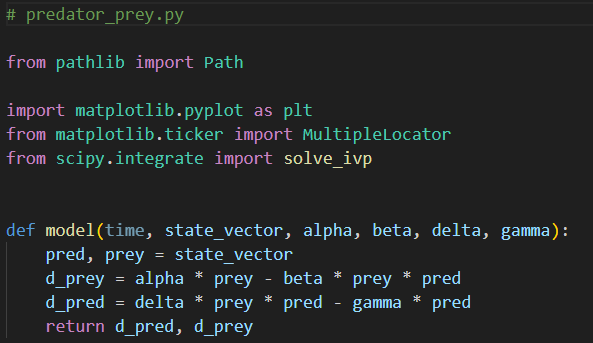 # predator_prey.py
from pathlib import Path
import matplotlib.pyplot as plt
from matplotlib.ticker import MultipleLocator
from scipy.integrate import solve_ivp
def model(time, state_vector, alpha, beta, delta, gamma):
    pred, prey = state_vector
    d_prey = alpha * prey - beta * prey * pred
    d_pred = delta * prey * pred - gamma * pred
    return d_pred, d_prey